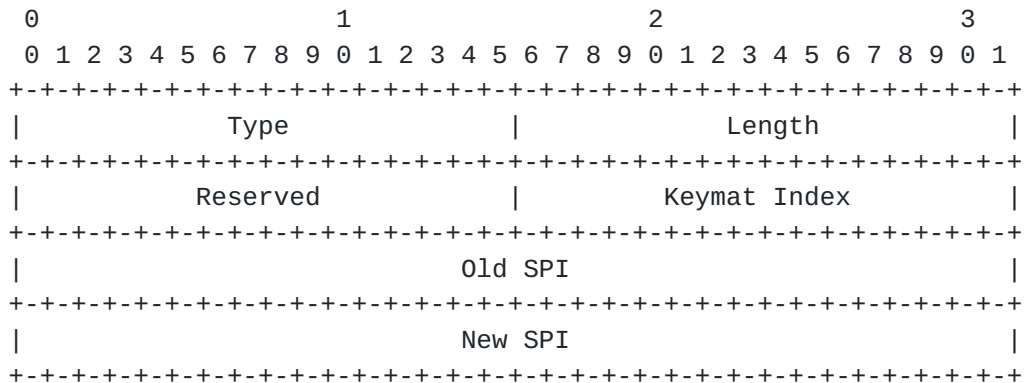 0                   1                   2                   3
0 1 2 3 4 5 6 7 8 9 0 1 2 3 4 5 6 7 8 9 0 1 2 3 4 5 6 7 8 9 0 1
+-+-+-+-+-+-+-+-+-+-+-+-+-+-+-+-+-+-+-+-+-+-+-+-+-+-+-+-+-+-+-+-+
|             Type              |             Length            |
+-+-+-+-+-+-+-+-+-+-+-+-+-+-+-+-+-+-+-+-+-+-+-+-+-+-+-+-+-+-+-+-+
|           Reserved            |         Keymat Index          |
+-+-+-+-+-+-+-+-+-+-+-+-+-+-+-+-+-+-+-+-+-+-+-+-+-+-+-+-+-+-+-+-+
|                            Old SPI                            |
+-+-+-+-+-+-+-+-+-+-+-+-+-+-+-+-+-+-+-+-+-+-+-+-+-+-+-+-+-+-+-+-+
|                            New SPI                            |
+-+-+-+-+-+-+-+-+-+-+-+-+-+-+-+-+-+-+-+-+-+-+-+-+-+-+-+-+-+-+-+-+